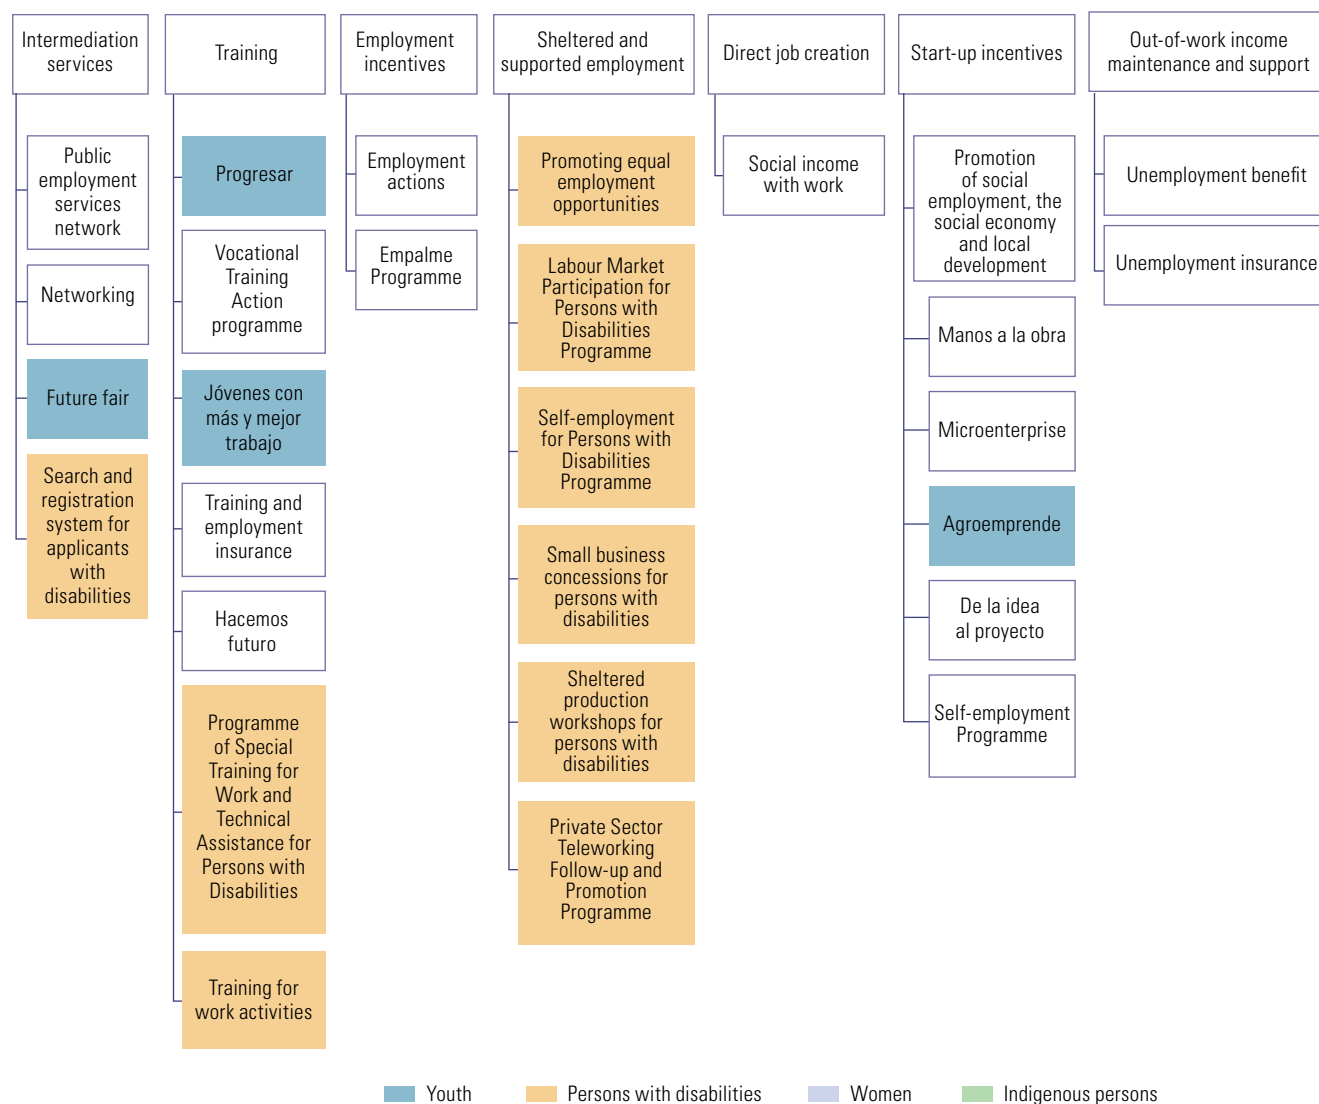 Intermediation
services
Training
Employment
incentives
Sheltered and
supported employment
Direct job creation
Start-up incentives
Out-of-work income
maintenance and support
Public
employment
services
network
Networking
Future fair
Search and
registration
system for
applicants
with
disabilities
Progresar
Vocational
Training
Action
programme
Jóvenes con
más y mejor
trabajo
Training and
employment
insurance
Hacemos
futuro
Programme
of Special
Training for
Work and
Technical
Assistance for
Persons with
Disabilities
Training for
work activities
Employment
actions
Empalme
Programme
Promoting equal
employment
opportunities
Labour Market
Participation for
Persons with
Disabilities
Programme
Self-employment
for Persons with
Disabilities
Programme
Small business
concessions for
persons with
disabilities
Sheltered
production
workshops for
persons with
disabilities
Private Sector
Teleworking
Follow-up and
Promotion
Programme
Social income
with work
Promotion
of social
employment, the
social economy
and local
development
Manos a la obra
Microenterprise
Agroemprende
De la idea
al proyecto
Self-employment
Programme
Unemployment benefit
Unemployment insurance
Youth
Persons with disabilities
Women
Indigenous persons